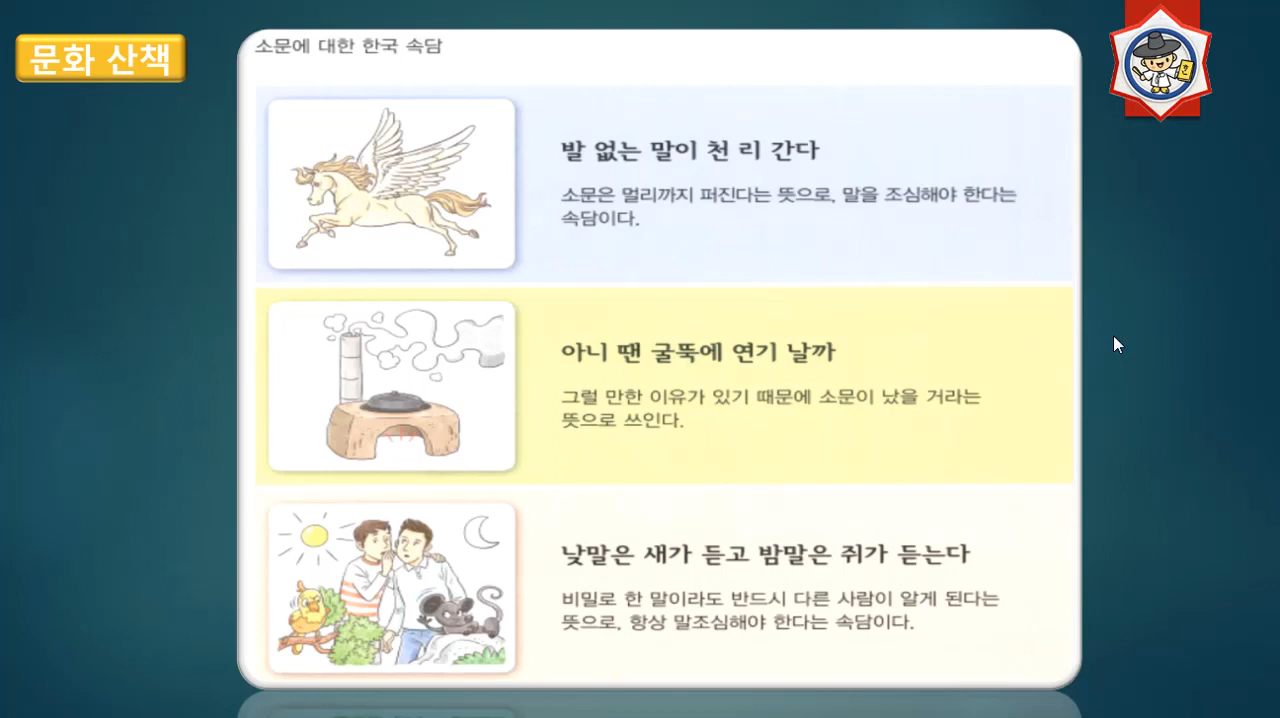 문화 산책
소문에 대한 한국 속담
발 없는 말이 천 리 간다
소문은 멀리까지 퍼진다는 뜻으로, 말을 조심해야 한다는
속담이다.
아니 땐 굴뚝에 연기 날까
그럴 만한 이유가 있기 때문에 소문이 났을 거라는
뜻으로 쓰인다.
낮말은 새가 듣고 밤말은 쥐가 듣는다
비밀로 한 말이라도 반드시 다른 사람이 알게 된다는
뜻으로, 항상 말조심해야 한다는 속담이다.